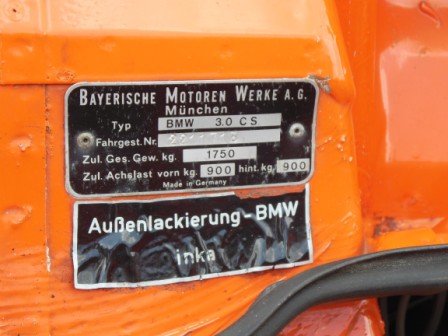 BAYERISCHE MOTOREN WERKE A.G.
München
Typ BMW 3.0 CS
Fahrgest. Nr.
Zul. Ges. Gew. kg. 1750
Zul. Achslast vorn kg. 900 hint. kg. 900
Made in Germany
Außenlackierung - BMW
inka